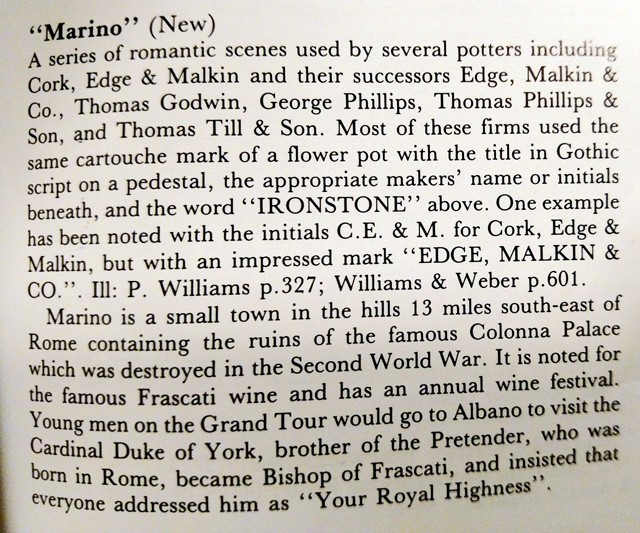 “Marino” (New)
A series of romantic scenes used by several potters including
Cork, Edge & Malkin and their successors Edge, Malkin &
Co., Thomas Godwin, George Phillips, Thomas Phillips &
Son, and Thomas Till & Son. Most of these firms used the
same cartouche mark of a flower pot with the title in Gothic
script on a pedestal, the appropriate makers’ name or initials
beneath, and the word “IRONSTONE” above. One example
has been noted with the initials C.E. & M. for Cork, Edge &
Malkin, but with an impressed mark “EDGE, MALKIN &
CO.”. Ill: P. Williams p.327; Williams & Weber p.601.
Marino is a small town in the hills 13 miles south-east of
Rome containing the ruins of the famous Colonna Palace
which was destroyed in the Second World War. It is noted for
the famous Frascati wine and has an annual wine festival.
Young men on the Grand Tour would go to Albano to visit the
Cardinal Duke of York, brother of the Pretender, who was
born in Rome, became Bishop of Frascati, and insisted that
everyone addressed him as “Your Royal Highness”.